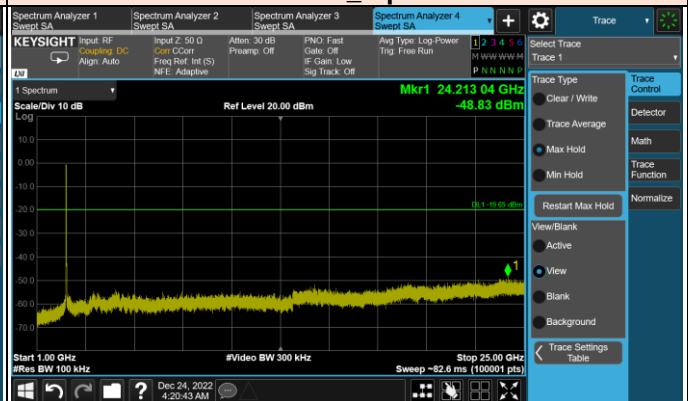 Spectrum Analyzer 1
Swept SA
Spectrum Analyzer 2
Swept SA
Spectrum Analyzer 3
Swept SA
Spectrum Analyzer 4
Swept SA
+
Trace
KEYSIGHT
Input: RF
Coupling: DC
Align: Auto
Input Z: 50 Ω
Corr CCorr
Freq Ref: Int (S)
NFE: Adaptive
Atten: 30 dB
Preamp: Off
PNO: Fast
Gate: Off
IF Gain: Low
Sig Track: Off
Avg Type: Log-Power
Trig: Free Run
1 2 3 4 5 6
M W W W W M
P N N N N P
LXI
Select Trace
Trace 1
1 Spectrum
Mkr1 24.213 04 GHz
-48.83 dBm
Scale/Div 10 dB
Ref Level 20.00 dBm
Log
10.0
0.00
-10.0
-20.0
-30.0
-40.0
-50.0
-60.0
-70.0
DL1 -19.65 dBm
1
Start 1.00 GHz
#Res BW 100 kHz
#Video BW 300 kHz
Stop 25.00 GHz
Sweep ~82.6 ms (100001 pts)
Trace Type
Clear / Write
Trace Average
Max Hold
Min Hold
Restart Max Hold
View/Blank
Active
View
Blank
Background
Trace Settings
Table
Trace
Control
Detector
Math
Trace
Function
Normalize
?
Dec 24, 2022
4:20:43 AM